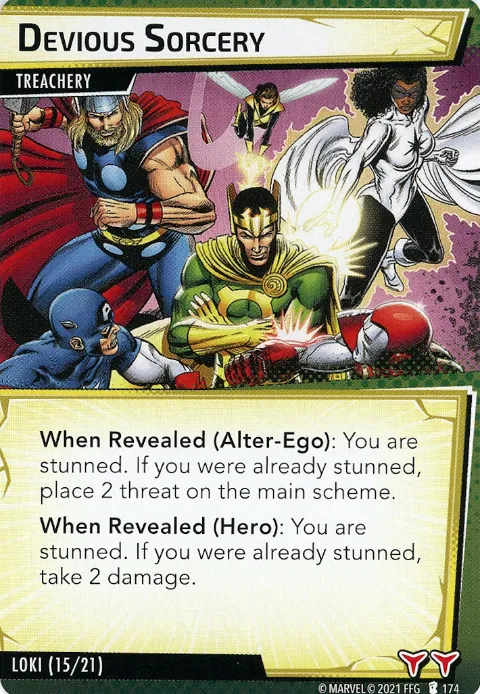 DEVIOUS SORCERY
TREACHERY
When Revealed (Alter-Ego): You are
stunned. If you were already stunned,
place 2 threat on the main scheme.
When Revealed (Hero): You are
stunned. If you were already stunned,
take 2 damage.
LOKI (15/21)
© MARVEL © 2021 FFG 174